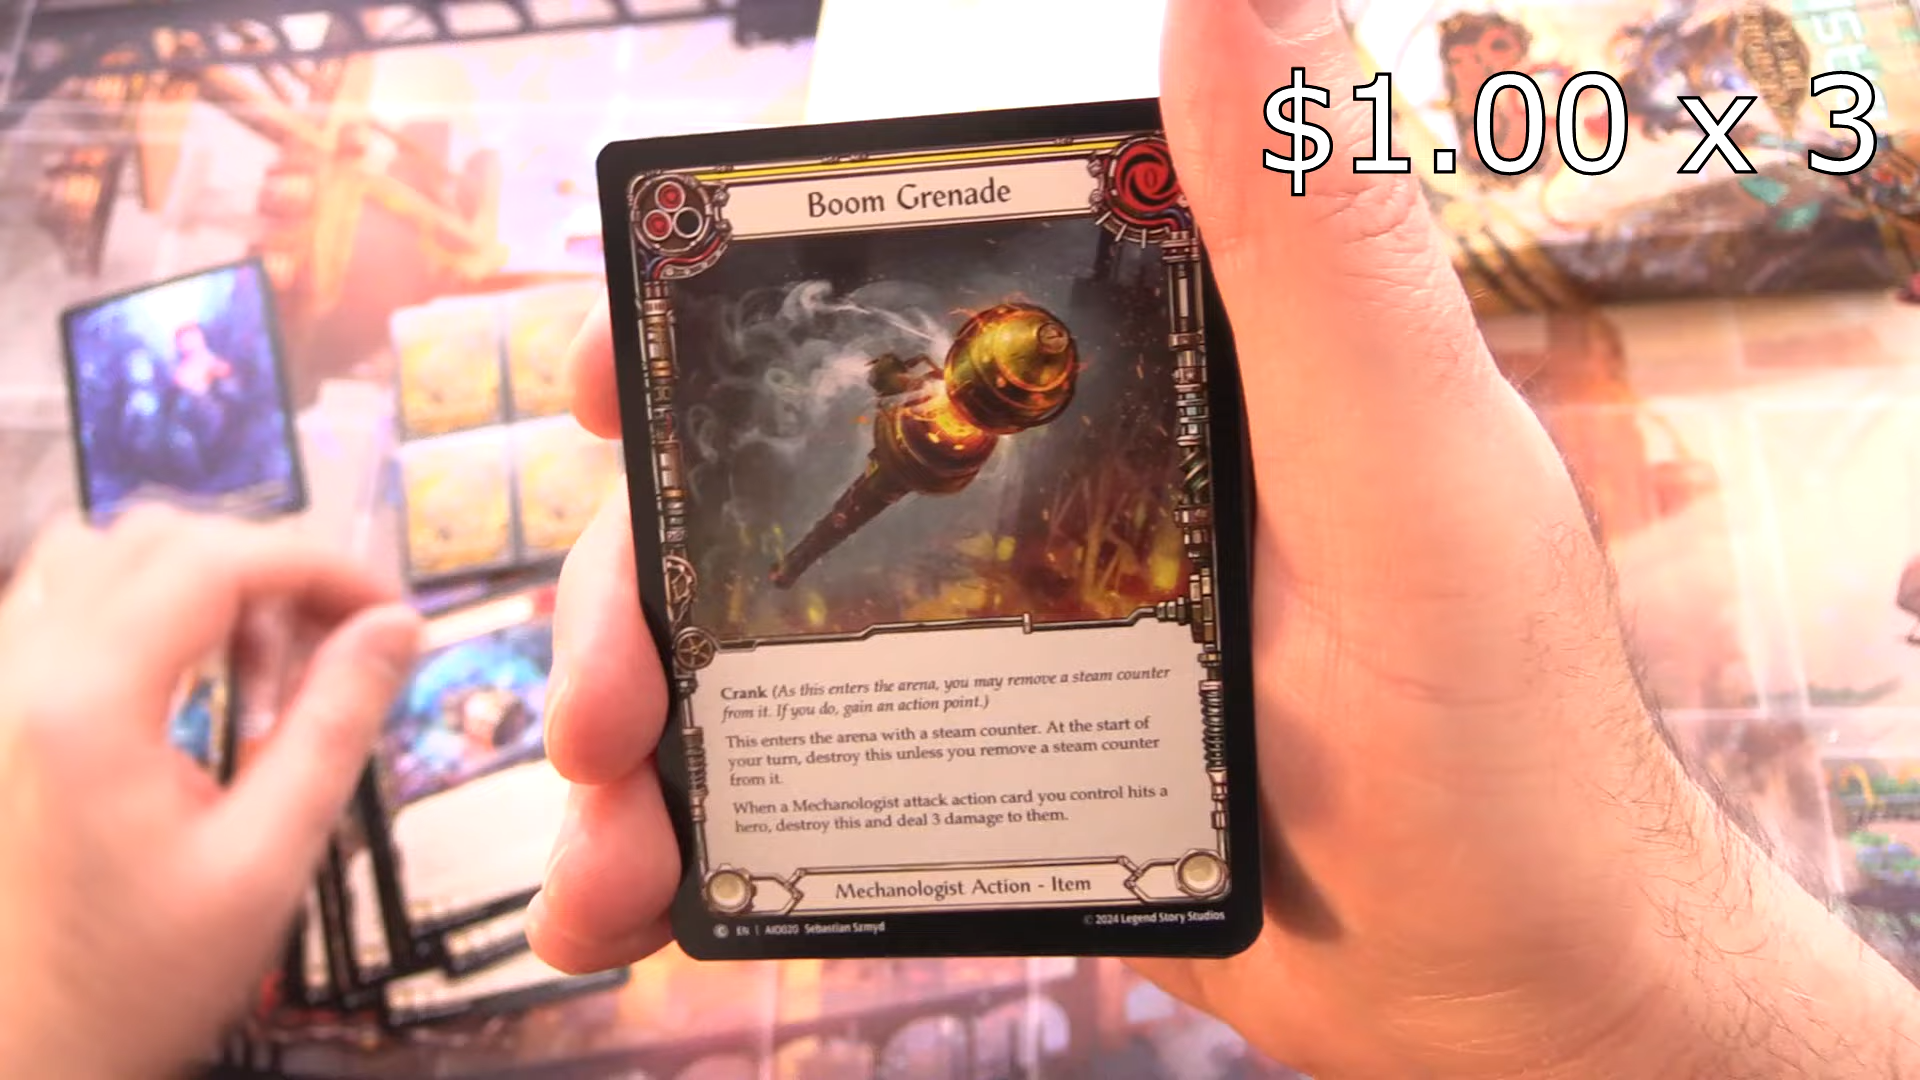 $1.00 x 3
Boom Grenade
0
Crank (As this enters the arena, you may remove a steam counter
from it. If you do, gain an action point.)
This enters the arena with a steam counter. At the start of
your turn, destroy this unless you remove a steam counter
from it.
When a Mechanologist attack action card you control hits a
hero, destroy this and deal 3 damage to them.
Mechanologist Action - Item
C EN | AIO020 Sebastian Szmyd
© 2024 Legend Story Studios